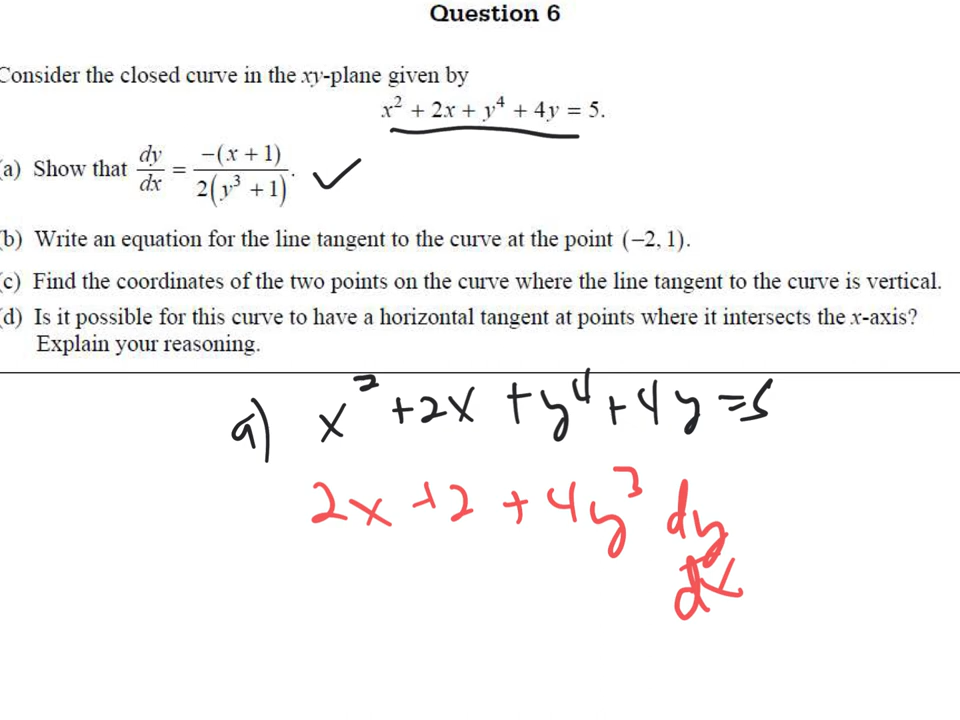 Question 6
Consider the closed curve in the xy-plane given by
x² + 2x + y⁴ + 4y = 5.
(a) Show that dy/dx = -(x + 1)/2(y³ + 1).
(b) Write an equation for the line tangent to the curve at the point (−2, 1).
(c) Find the coordinates of the two points on the curve where the line tangent to the curve is vertical.
(d) Is it possible for this curve to have a horizontal tangent at points where it intersects the x-axis?
Explain your reasoning.
a) x² + 2x + y⁴ + 4y = 5
2x + 2 + 4y³ dy/dx